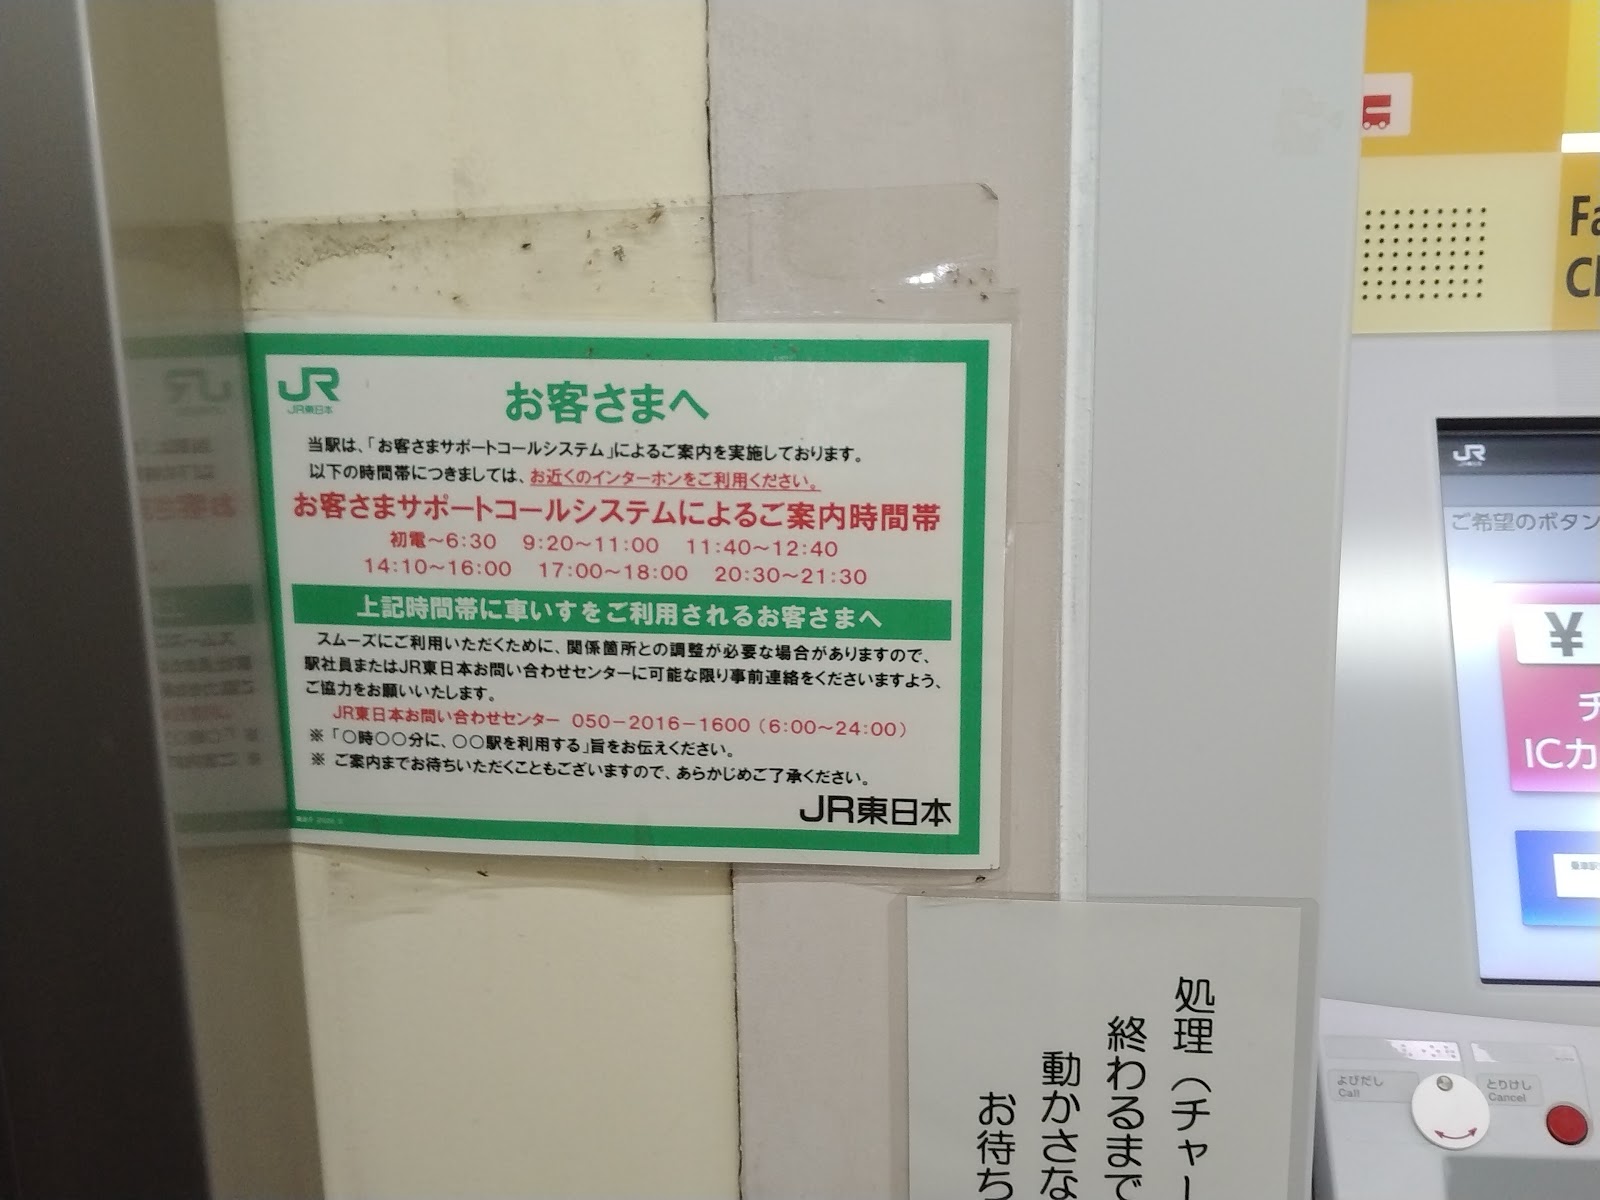 JR
JR東日本
お客さまへ
当駅は、「お客さまサポートコールシステム」によるご案内を実施しております。
以下の時間帯につきましては、お近くのインターホンをご利用ください。
お客さまサポートコールシステムによるご案内時間帯
初電～6:30 9:20～11:00 11:40～12:40
14:10～16:00 17:00～18:00 20:30～21:30
上記時間帯に車いすをご利用されるお客さまへ
スムーズにご利用いただくために、関係箇所との調整が必要な場合がありますので、
駅社員またはJR東日本お問い合わせセンターに可能な限り事前連絡をくださいますよう、
ご協力をお願いいたします。
JR東日本お問い合わせセンター 050－2016－1600（6:00～24:00）
※「〇時〇〇分に、〇〇駅を利用する」旨をお伝えください。
※ ご案内までお待ちいただくこともございますので、あらかじめご了承ください。
JR東日本
処理（チャー
終わるまで
動かさな
お待ち
Fa
JR
JR東日本
ご希望のボタン
¥
チ
ICカ
よびだし
Call
とりけし
Cancel